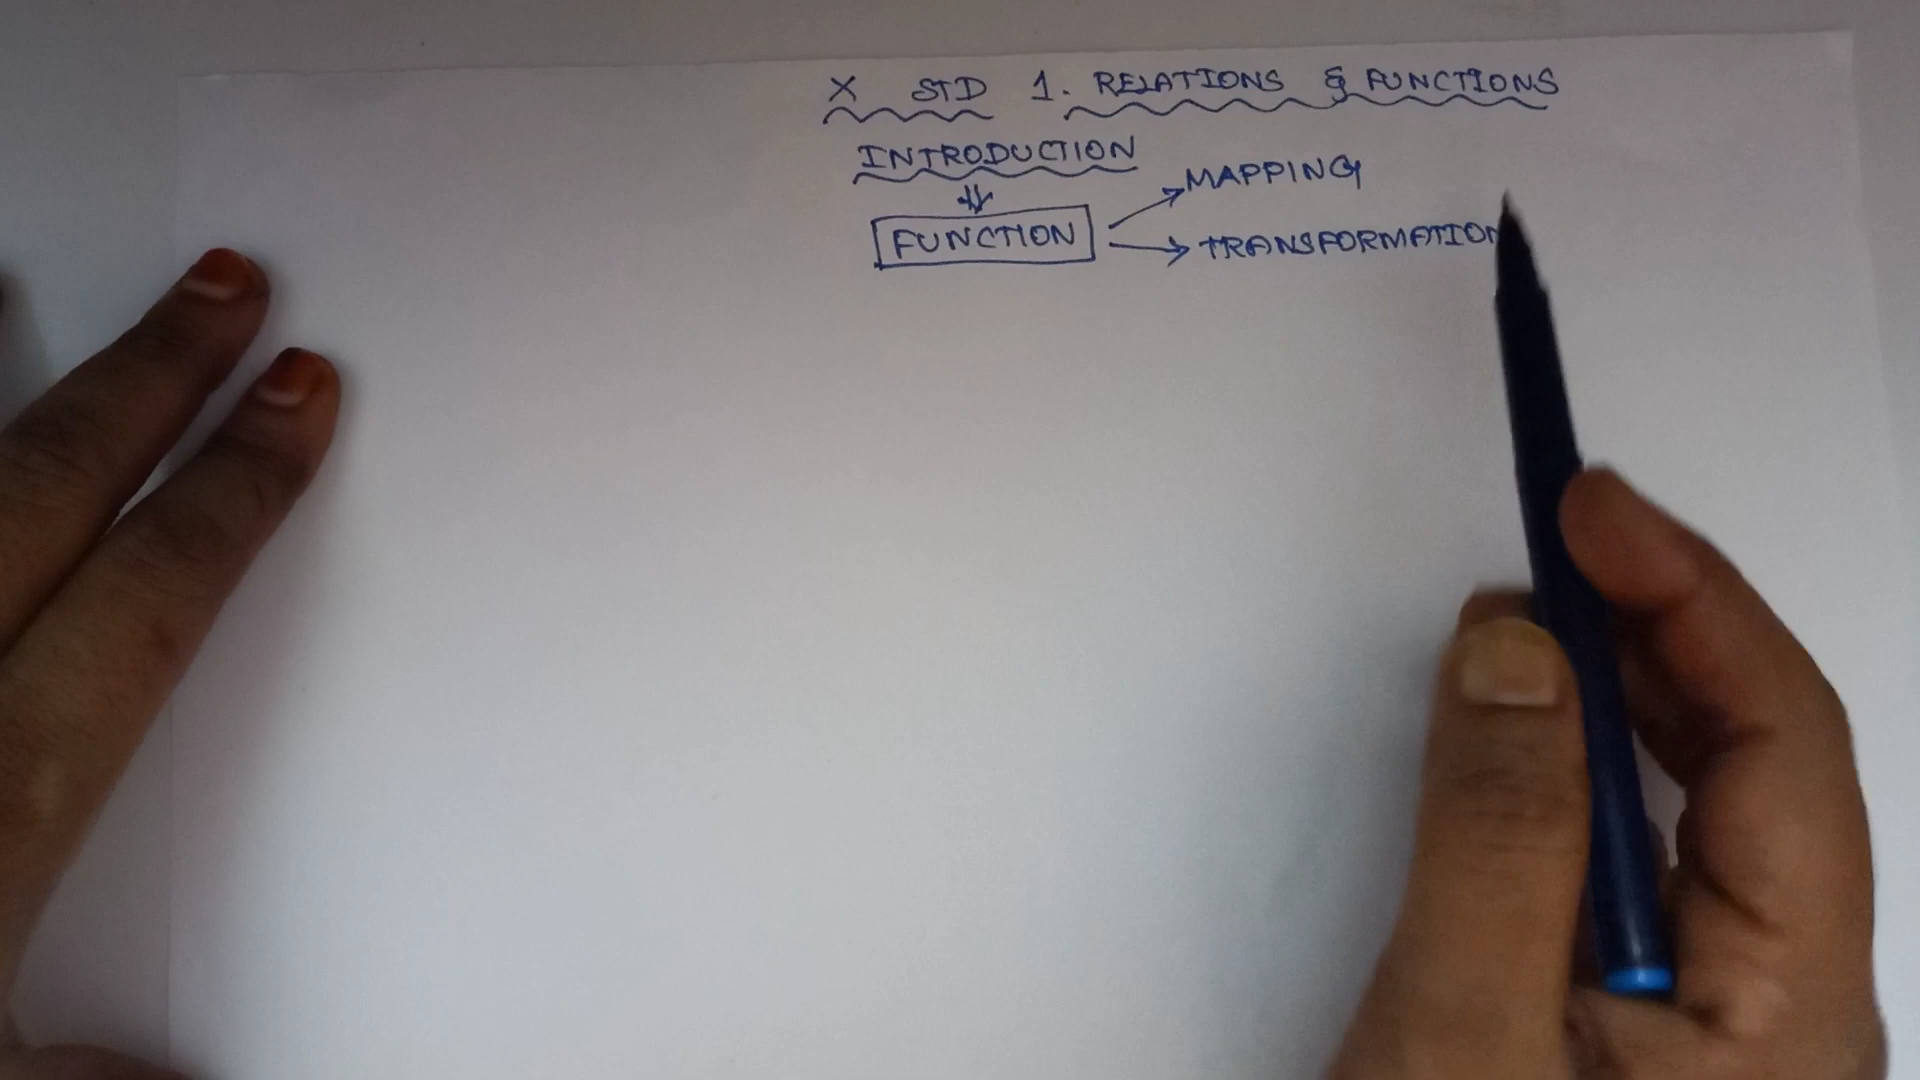 X STD 1. RELATIONS & FUNCTIONS
INTRODUCTION
MAPPING
FUNCTION
TRANSFORMATION